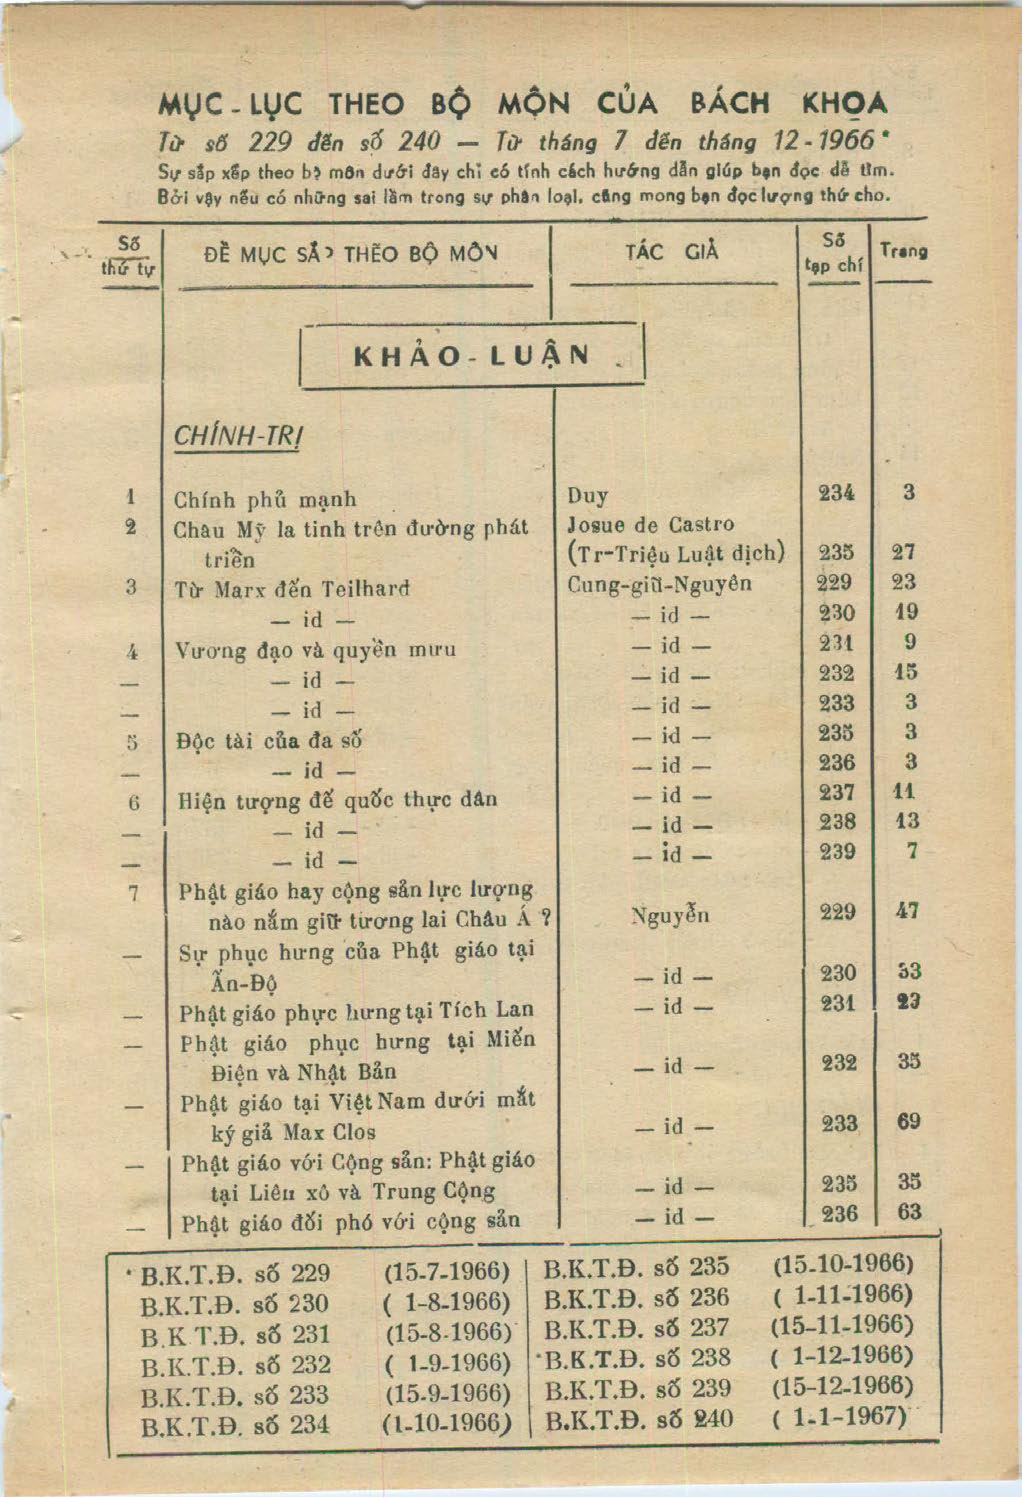 MỤC - LỤC THEO BỘ MÔN CỦA BÁCH KHOA
Từ số 229 đến số 240 — Từ tháng 7 đến tháng 12-1966*
Sự sắp xếp theo bộ môn dưới đây chỉ có tính cách hướng dẫn giúp bạn đọc dễ tìm.
Bởi vậy nếu có những sai lầm trong sự phân loại, cũng mong bạn đọc lượng thứ cho.
Số thứ tự | ĐỀ MỤC SẮP THEO BỘ MÔN | TÁC GIẢ | Số tạp chí | Trang
KHẢO - LUẬN
CHÍNH-TRỊ
1 Chính phủ mạnh Duy 234 3
2 Châu Mỹ la tinh trên đường phát Josue de Castro
triển (Tr-Triệu Luật dịch) 235 27
3 Từ Marx đến Teilhard Cung-giũ-Nguyên 229 23
— id — — id — 230 19
4 Vương đạo và quyền mưu — id — 231 9
— — id — — id — 232 15
— — id — — id — 233 3
5 Độc tài của đa số — id — 235 3
— — id — — id — 236 3
6 Hiện tượng đế quốc thực dân — id — 237 11
— — id — — id — 238 13
— — id — — id — 239 7
7 Phật giáo hay cộng sản lực lượng
nào nắm giữ tương lai Châu Á ? Nguyễn 229 47
— Sự phục hưng của Phật giáo tại
Ấn-Độ — id — 230 33
— Phật giáo phục hưng tại Tích Lan — id — 231 23
— Phật giáo phục hưng tại Miến
Điện và Nhật Bản — id — 232 35
— Phật giáo tại Việt Nam dưới mắt
ký giả Max Clos — id — 233 69
— Phật giáo với Cộng sản: Phật giáo
tại Liên xô và Trung Cộng — id — 235 35
— Phật giáo đối phó với cộng sản — id — 236 63
* B.K.T.Đ. số 229 (15-7-1966) B.K.T.Đ. số 235 (15-10-1966)
B.K.T.Đ. số 230 ( 1-8-1966) B.K.T.Đ. số 236 ( 1-11-1966)
B.K T.Đ. số 231 (15-8-1966) B.K.T.Đ. số 237 (15-11-1966)
B.K.T.Đ. số 232 ( 1-9-1966) B.K.T.Đ. số 238 ( 1-12-1966)
B.K.T.Đ. số 233 (15-9-1966) B.K.T.Đ. số 239 (15-12-1966)
B.K.T.Đ. số 234 (1-10-1966) B.K.T.Đ. số 240 ( 1-1-1967)